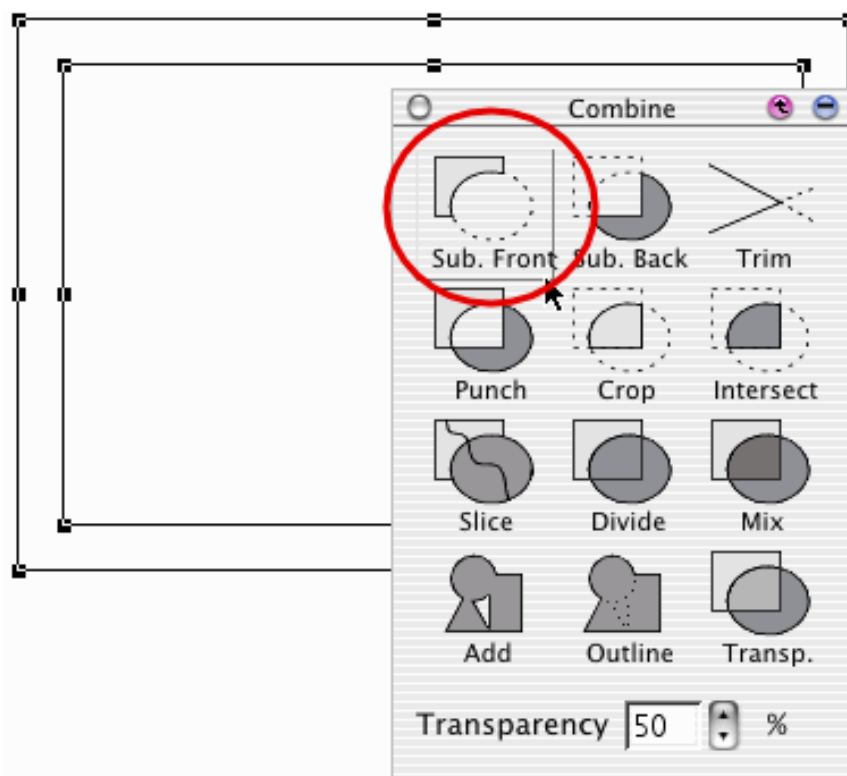 Combine
Sub. Front Sub. Back Trim
Punch Crop Intersect
Slice Divide Mix
Add Outline Transp.
Transparency 50 %